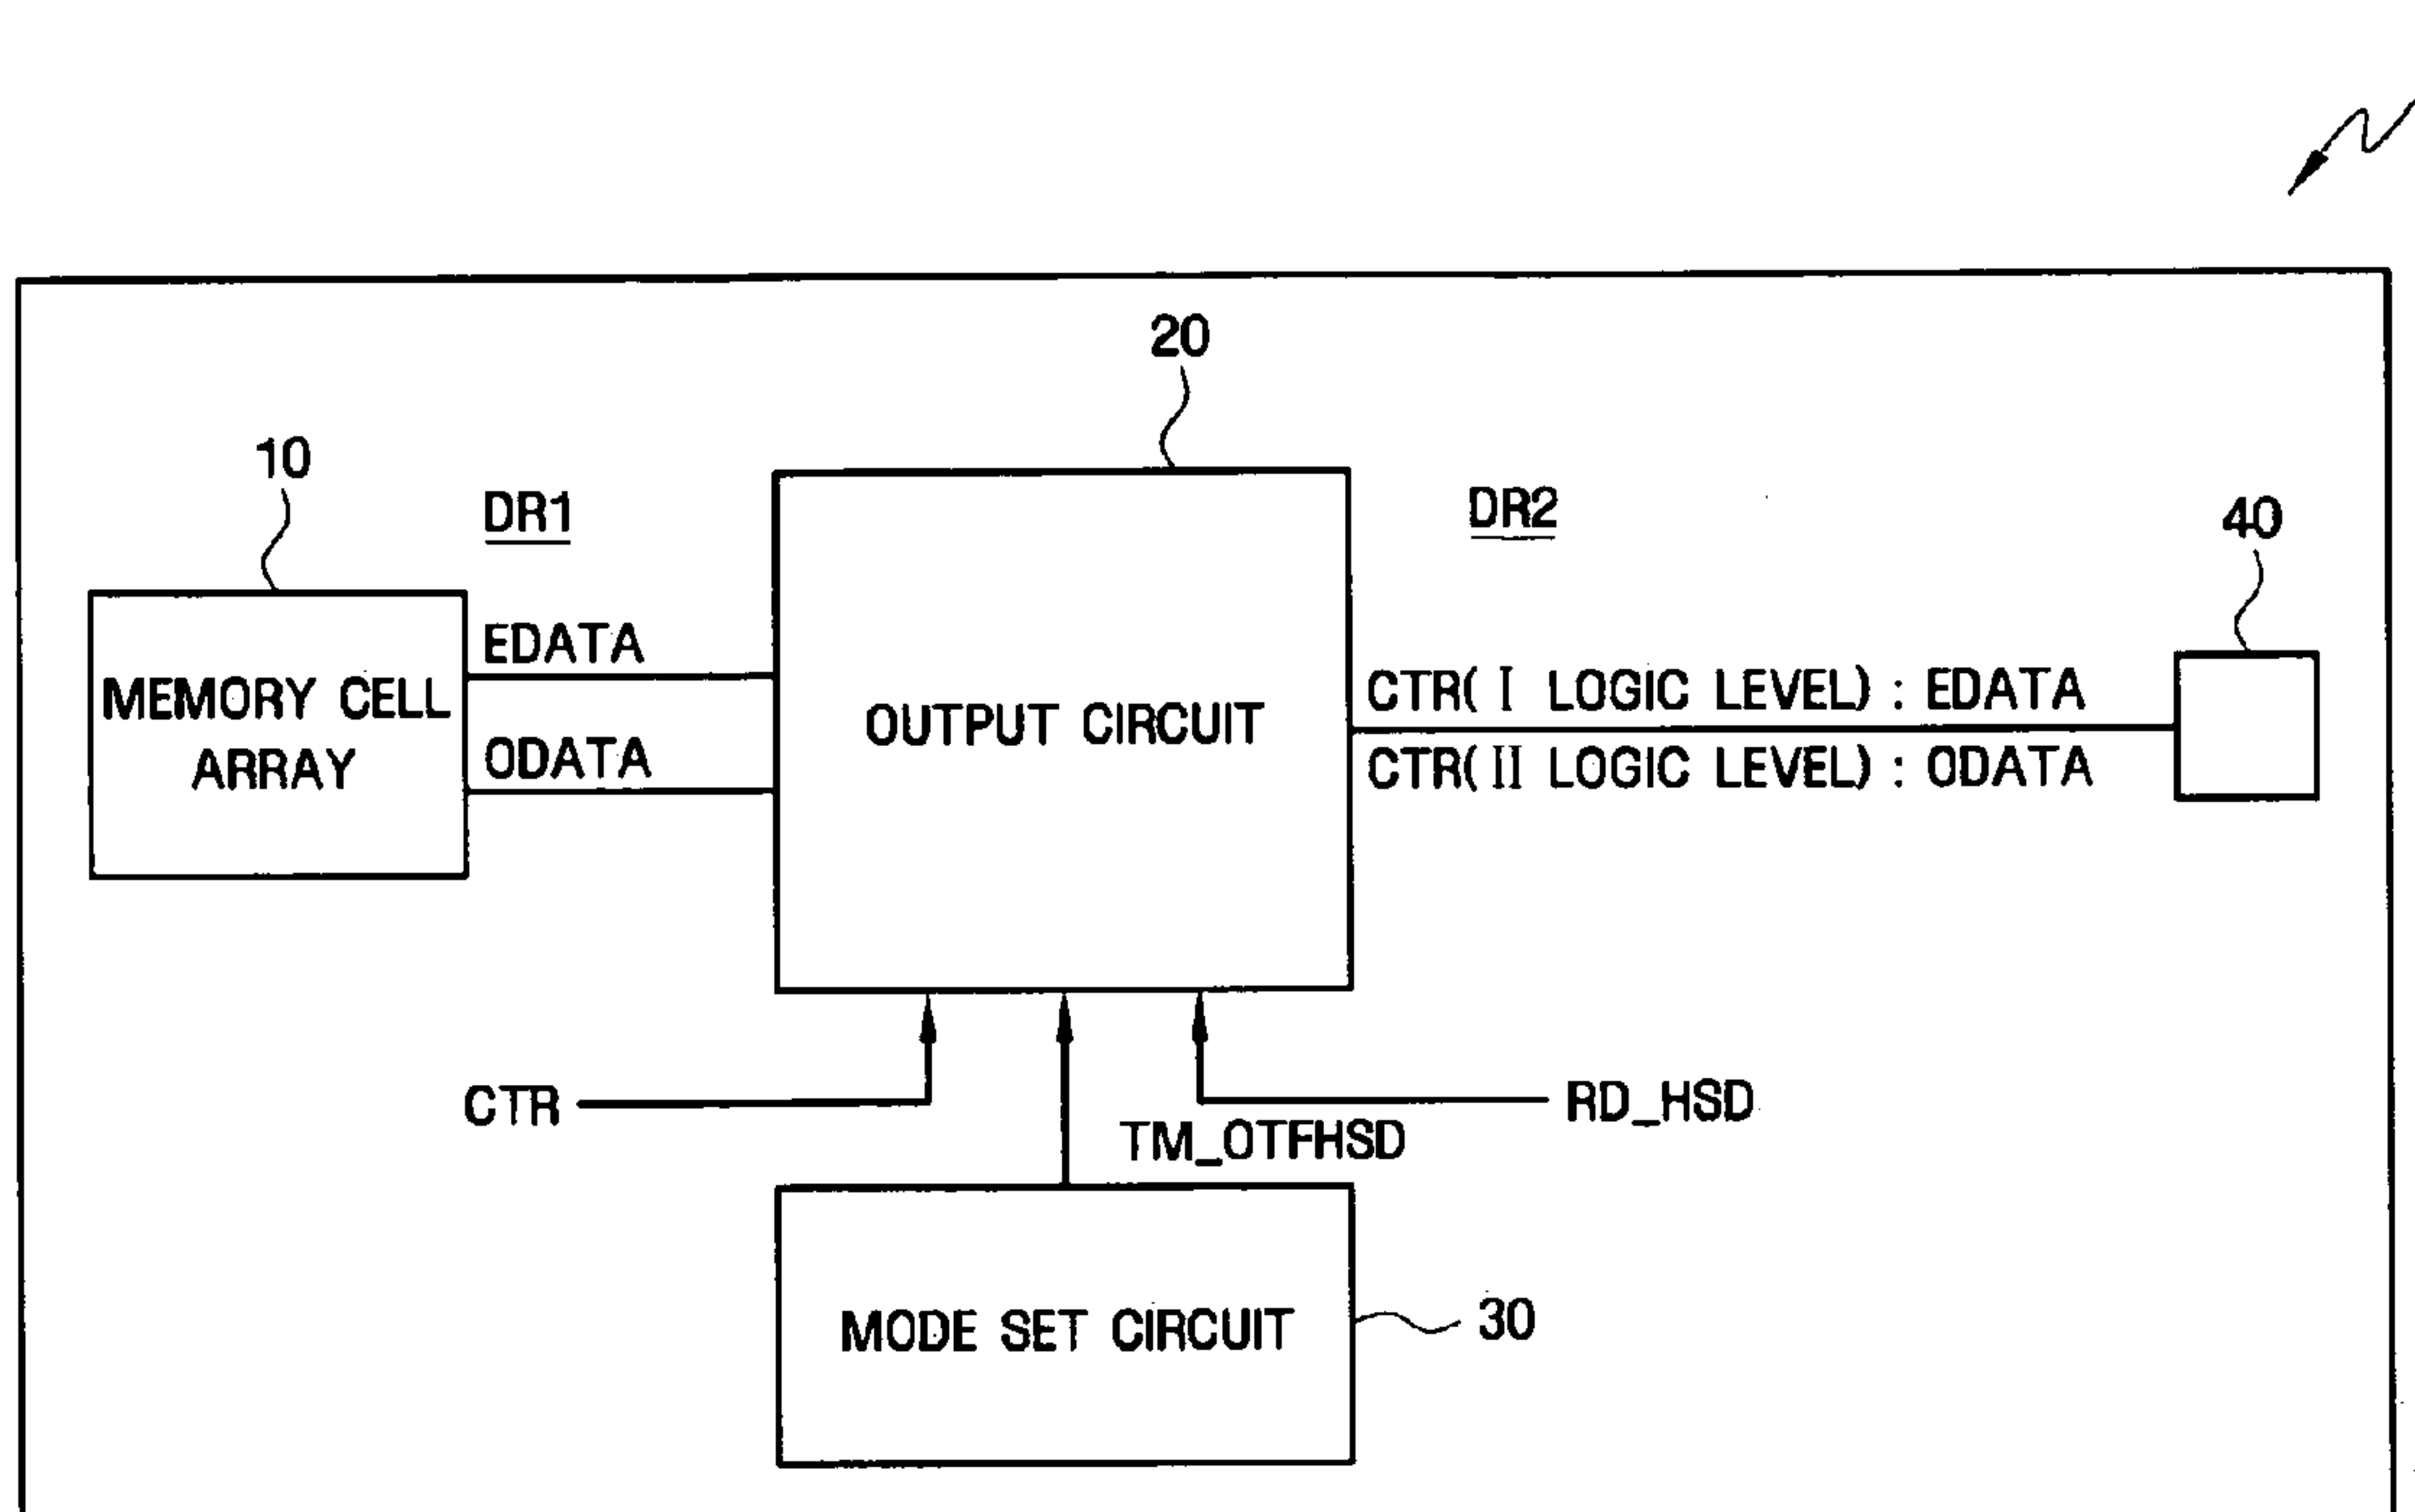 20
10
DR1
DR2
40
EDATA
MEMORY CELL
ARRAY
ODATA
OUTPUT CIRCUIT
CTR( I LOGIC LEVEL) : EDATA
CTR( II LOGIC LEVEL) : ODATA
CTR
RD_HSD
TM_OTFHSD
MODE SET CIRCUIT
30